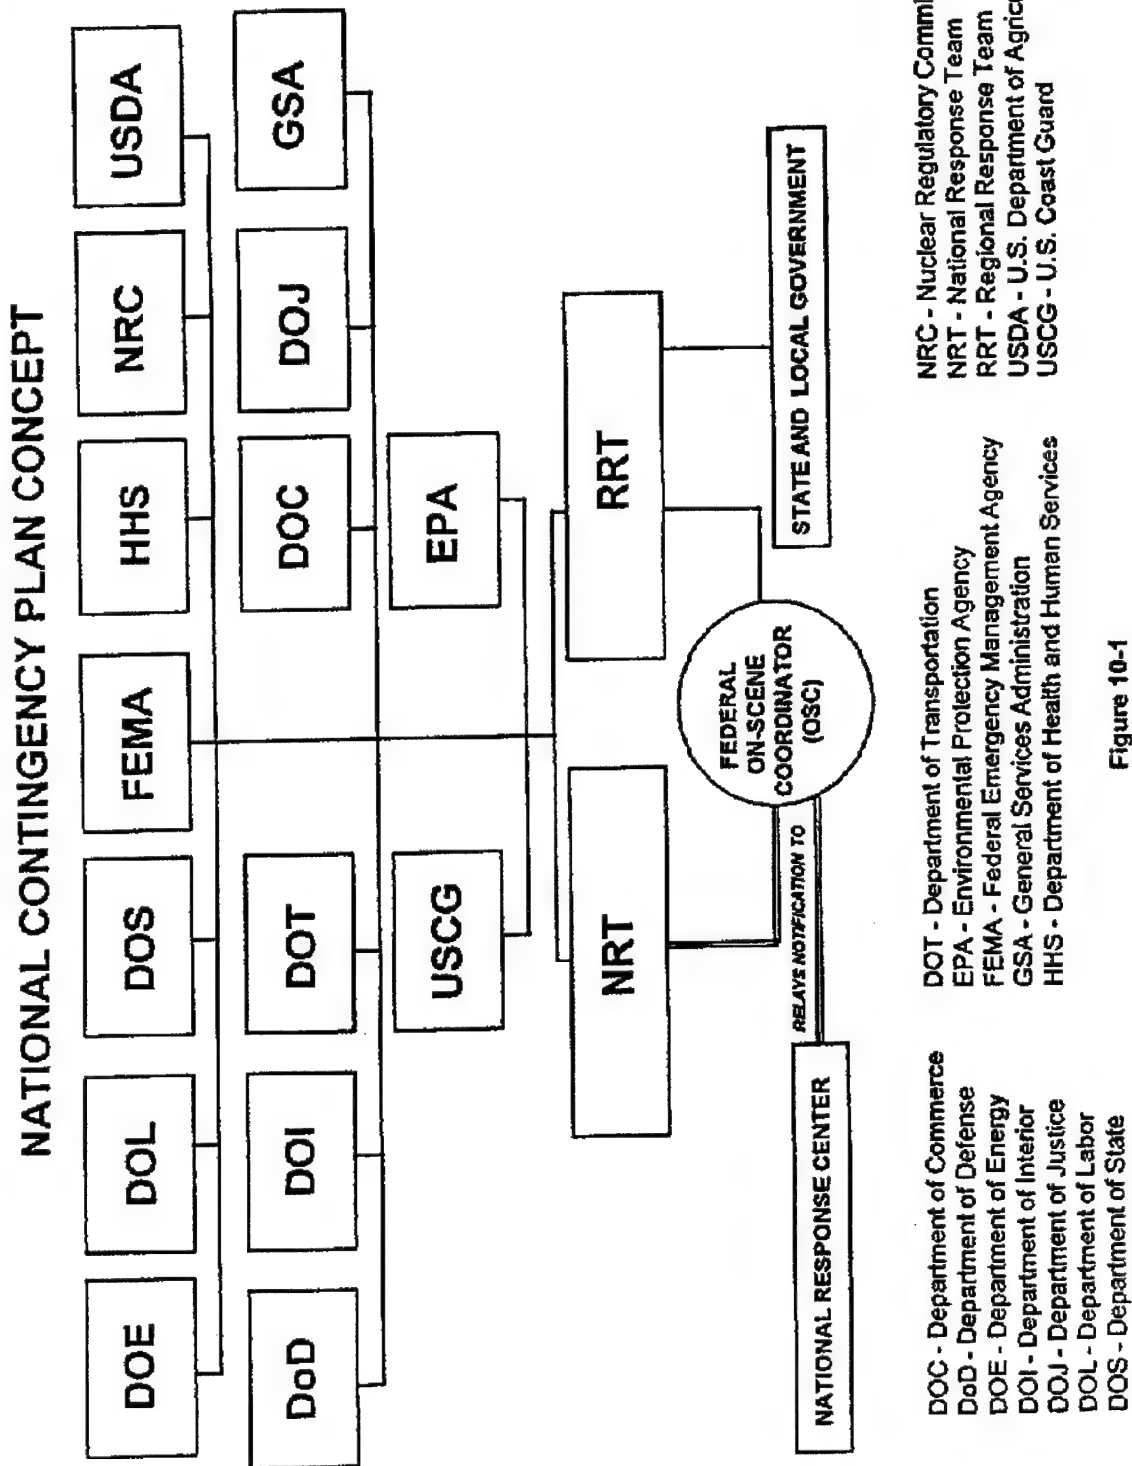 NATIONAL CONTINGENCY PLAN CONCEPT
DOE
DOL
DOS
FEMA
HHS
NRC
USDA
DoD
DOI
DOT
DOC
DOJ
GSA
USCG
EPA
NRT
RRT
FEDERAL
ON-SCENE
COORDINATOR
(OSC)
RELAYS NOTIFICATION TO
NATIONAL RESPONSE CENTER
STATE AND LOCAL GOVERNMENT
DOC - Department of Commerce
DoD - Department of Defense
DOE - Department of Energy
DOI - Department of Interior
DOJ - Department of Justice
DOL - Department of Labor
DOS - Department of State
DOT - Department of Transportation
EPA - Environmental Protection Agency
FEMA - Federal Emergency Management Agency
GSA - General Services Administration
HHS - Department of Health and Human Services
NRC - Nuclear Regulatory
NRT - National Response Team
RRT - Regional Response Team
USDA - U.S. Department of
USCG - U.S. Coast Guard
Figure 10-1